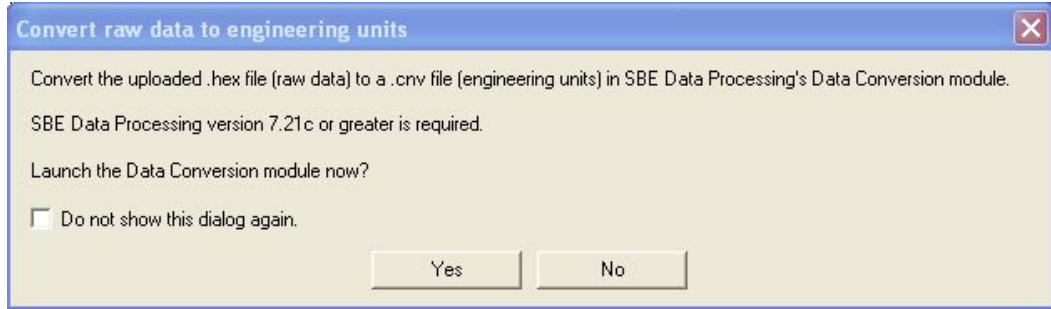 Convert raw data to engineering units
Convert the uploaded .hex file (raw data) to a .cnv file (engineering units) in SBE Data Processing's Data Conversion module.
SBE Data Processing version 7.21c or greater is required.
Launch the Data Conversion module now?
Do not show this dialog again.
Yes No